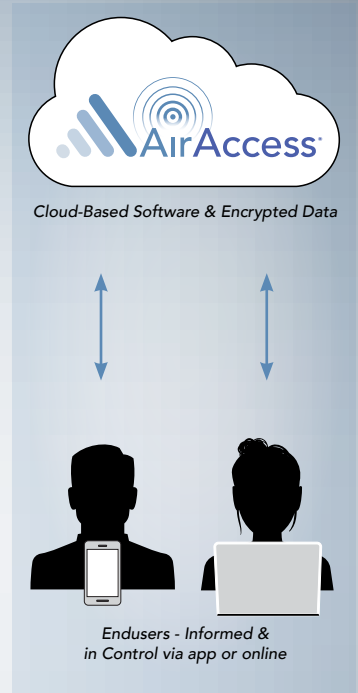 AirAccess
Cloud-Based Software & Encrypted Data
Endusers - Informed &
in Control via app or online